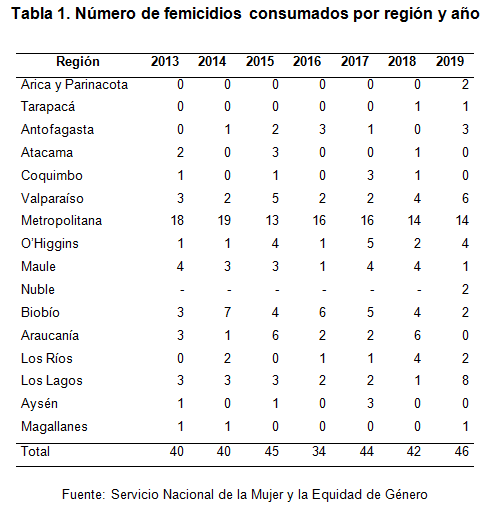 Tabla 1. Número de femicidios consumados por región y año
Región 2013 2014 2015 2016 2017 2018 2019
Arica y Parinacota 0 0 0 0 0 0 2
Tarapacá 0 0 0 0 0 1 1
Antofagasta 0 1 2 3 1 0 3
Atacama 2 0 3 0 0 1 0
Coquimbo 1 0 1 0 3 1 0
Valparaíso 3 2 5 2 2 4 6
Metropolitana 18 19 13 16 16 14 14
O'Higgins 1 1 4 1 5 2 4
Maule 4 3 3 1 4 4 1
Nuble - - - - - - 2
Biobío 3 7 4 6 5 4 2
Araucanía 3 1 6 2 2 6 0
Los Ríos 0 2 0 1 1 4 2
Los Lagos 3 3 3 2 2 1 8
Aysén 1 0 1 0 3 0 0
Magallanes 1 1 0 0 0 0 1
Total 40 40 45 34 44 42 46
Fuente: Servicio Nacional de la Mujer y la Equidad de Género